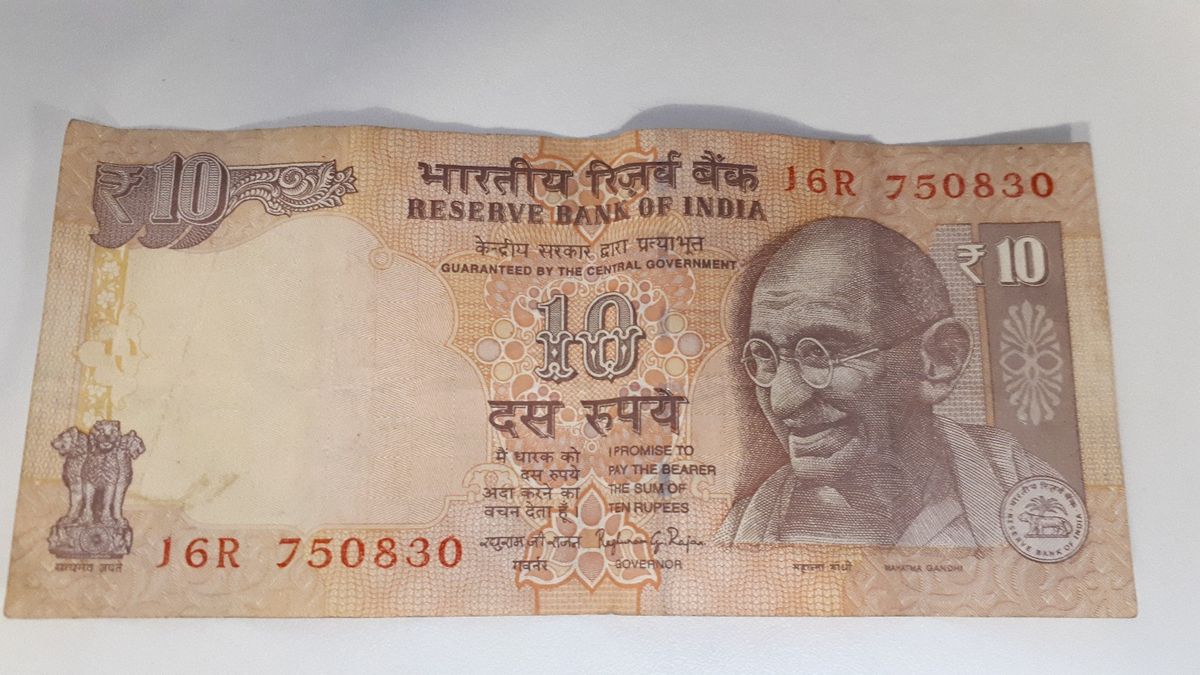 ₹10
भारतीय रिज़र्व बैंक
RESERVE BANK OF INDIA
16R 750830
केन्द्रीय सरकार द्वारा प्रत्याभूत
GUARANTEED BY THE CENTRAL GOVERNMENT
₹10
10
दस रुपये
मैं धारक को
दस रुपये
अदा करने का
वचन देता हूँ।
I PROMISE TO
PAY THE BEARER
THE SUM OF
TEN RUPEES
रघुराम जी राजन
Raghuram G. Rajan
गवर्नर
GOVERNOR
सत्यमेव जयते
16R 750830
महात्मा गांधी
MAHATMA GANDHI
भारतीय रिज़र्व बैंक
RESERVE BANK OF INDIA